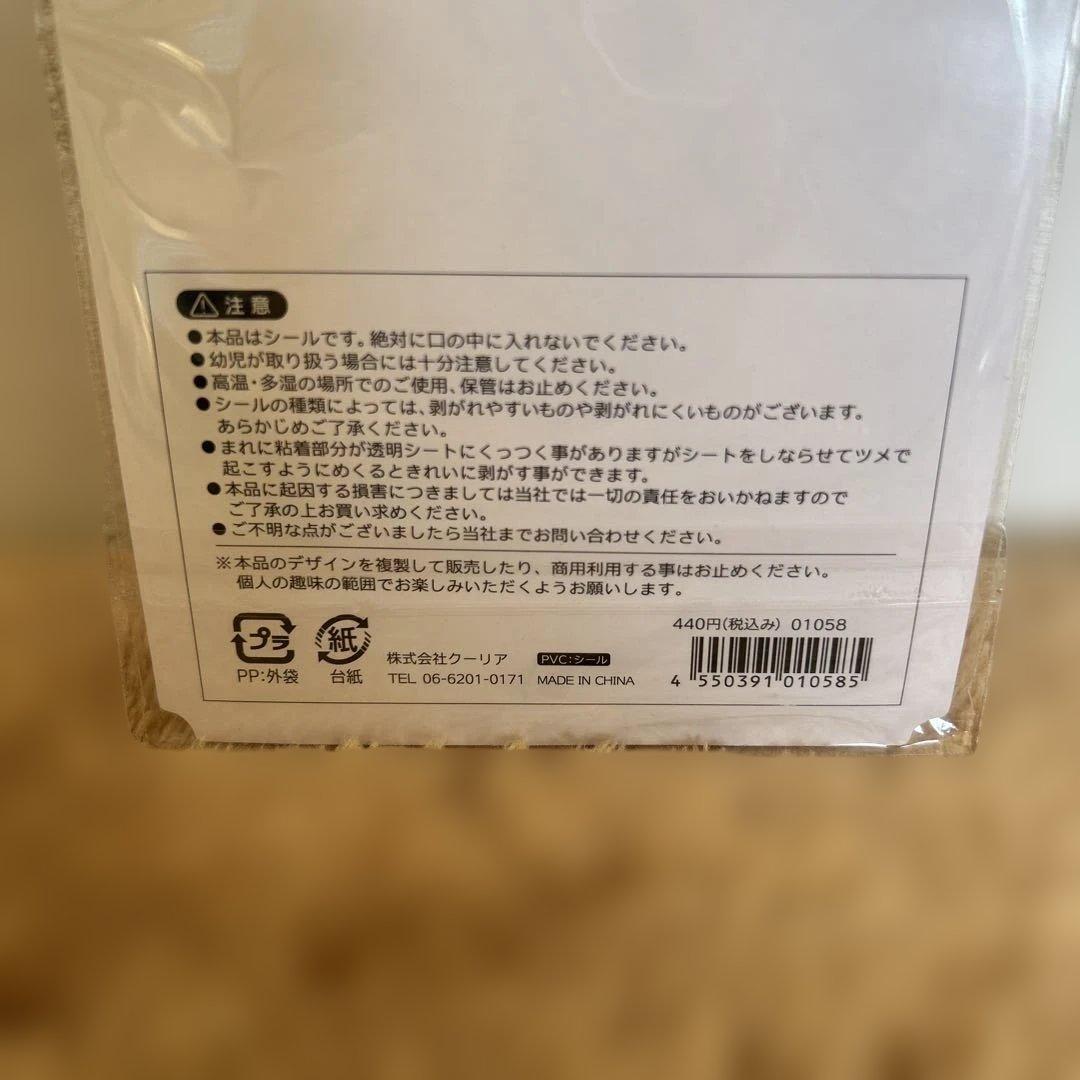 注意
●本品はシールです。絶対に口の中に入れないでください。
●幼児が取り扱う場合には十分注意してください。
●高温・多湿の場所でのご使用、保管はお止めください。
●シールの種類によっては、剥がれやすいものや剥がれにくいものがございます。
あらかじめご了承ください。
●まれに粘着部分が透明シートにくっつく事がありますがシートをしならせてツメで
起こすようにめくるときれいに剥がす事ができます。
●本品に起因する損害につきましては当社では一切の責任をおいかねますので
ご了承の上お買い求めください。
●ご不明な点がございましたら当社までお問い合わせください。
※本品のデザインを複製して販売したり、商用利用する事はお止めください。
個人の趣味の範囲でお楽しみいただくようお願いします。
プラ
PP:外袋
紙
台紙
株式会社クーリア
TEL 06-6201-0171
PVC:シール
MADE IN CHINA
440円(税込み) 01058
4 550391 010585